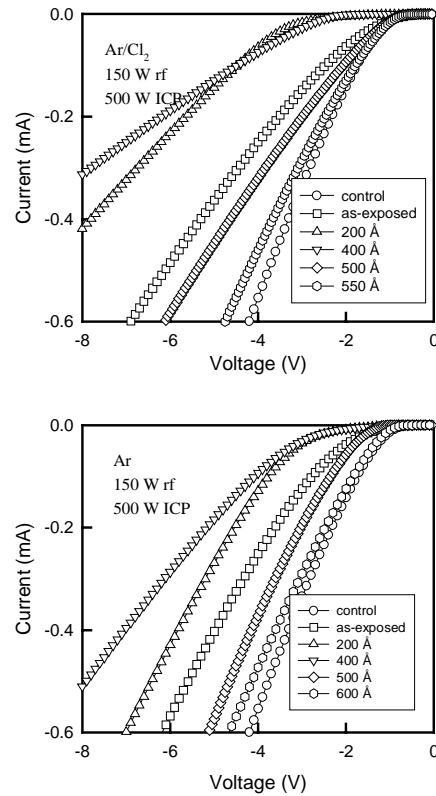 0.0
-0.2
-0.4
-0.6
Current (mA)
Ar/Cl₂
150 W rf
500 W ICP
control
as-exposed
200 Å
400 Å
500 Å
550 Å
-8
-6
-4
-2
0
Voltage (V)
0.0
-0.2
-0.4
-0.6
Current (mA)
Ar
150 W rf
500 W ICP
control
as-exposed
200 Å
400 Å
500 Å
600 Å
-8
-6
-4
-2
0
Voltage (V)